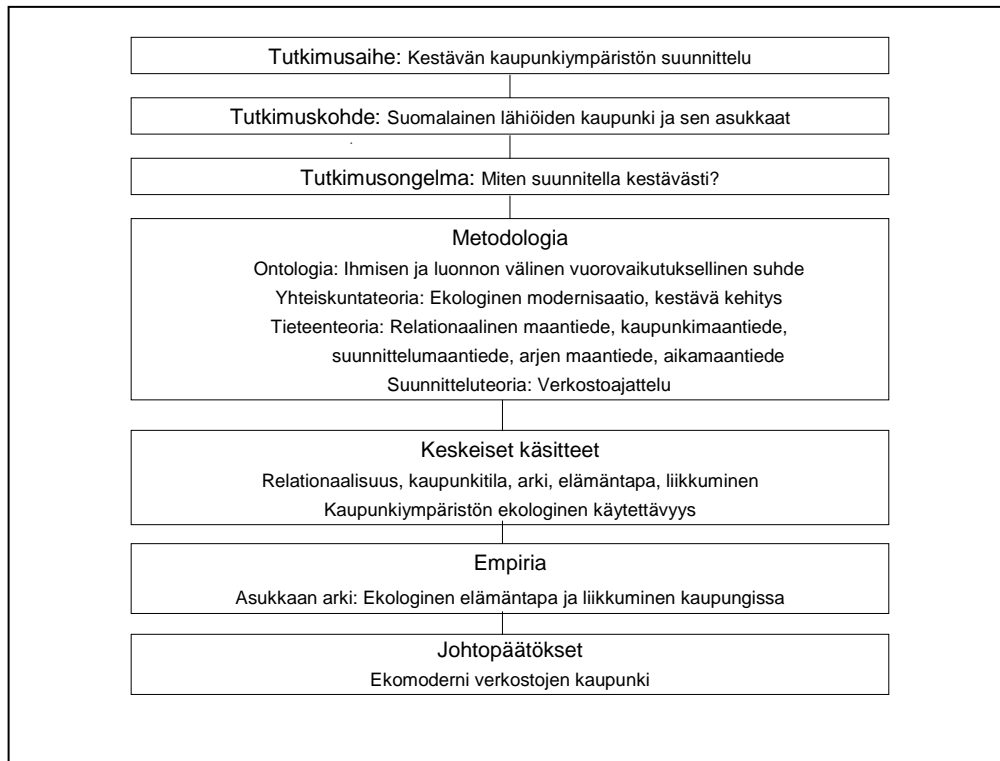 Tutkimusaihe: Kestävän kaupunkiympäristön suunnittelu
Tutkimuskohde: Suomalainen lähiöiden kaupunki ja sen asukkaat
Tutkimusongelma: Miten suunnitella kestävästi?
Metodologia
Ontologia: Ihmisen ja luonnon välinen vuorovaikutuksellinen suhde
Yhteiskuntateoria: Ekologinen modernisaatio, kestävä kehitys
Tieteenteoria: Relationaalinen maantiede, kaupunkimaantiede,
suunnittelumaantiede, arjen maantiede, aikamaantiede
Suunnitteluteoria: Verkostoajattelu
Keskeiset käsitteet
Relationaalisuus, kaupunkitila, arki, elämäntapa, liikkuminen
Kaupunkiympäristön ekologinen käytettävyys
Empiria
Asukkaan arki: Ekologinen elämäntapa ja liikkuminen kaupungissa
Johtopäätökset
Ekomoderni verkostojen kaupunki